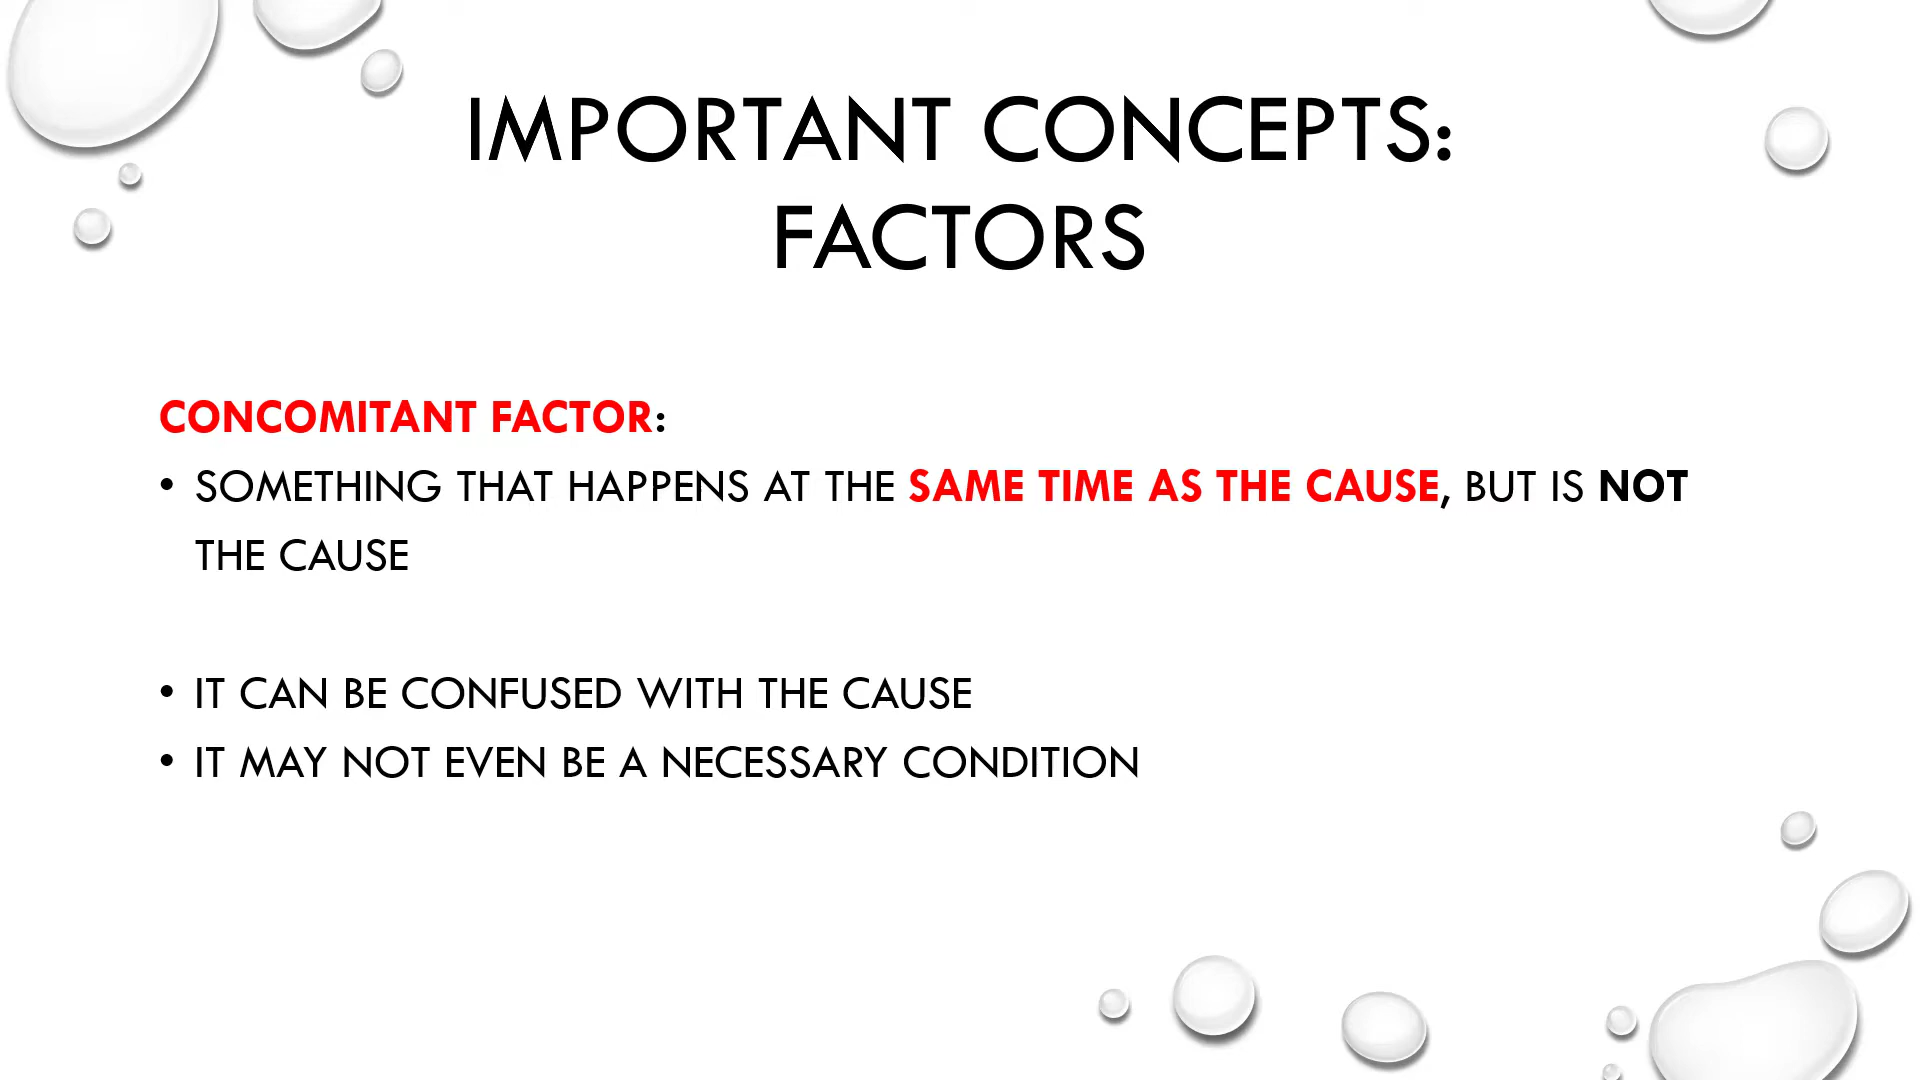 IMPORTANT CONCEPTS:
FACTORS
CONCOMITANT FACTOR:
• SOMETHING THAT HAPPENS AT THE SAME TIME AS THE CAUSE, BUT IS NOT
THE CAUSE
• IT CAN BE CONFUSED WITH THE CAUSE
• IT MAY NOT EVEN BE A NECESSARY CONDITION